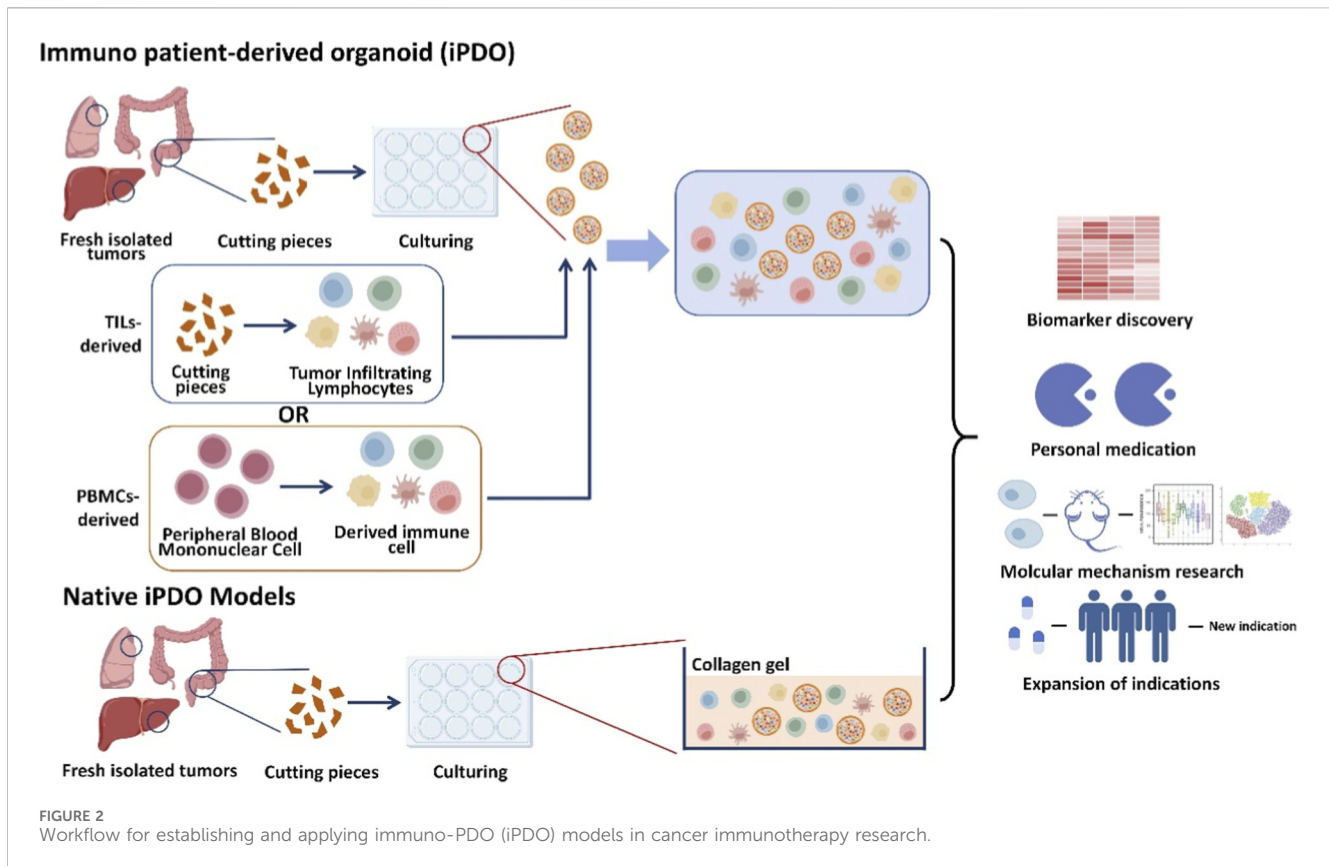 Immuno patient-derived organoid (iPDO)
Fresh isolated
tumors
Cutting pieces
Culturing
TILs-
derived
Cutting
pieces
Tumor Infiltrating
Lymphocytes
OR
PBMCs-
derived
Peripheral Blood
Mononuclear Cell
Derived immune
cell
Native iPDO Models
Fresh isolated tumors
Cutting pieces
Culturing
Collagen gel
Biomarker discovery
Personal medication
Molcular mechanism research
New indication
Expansion of indications
FIGURE 2
Workflow for establishing and applying immuno-PDO (iPDO) models in cancer immunotherapy research.